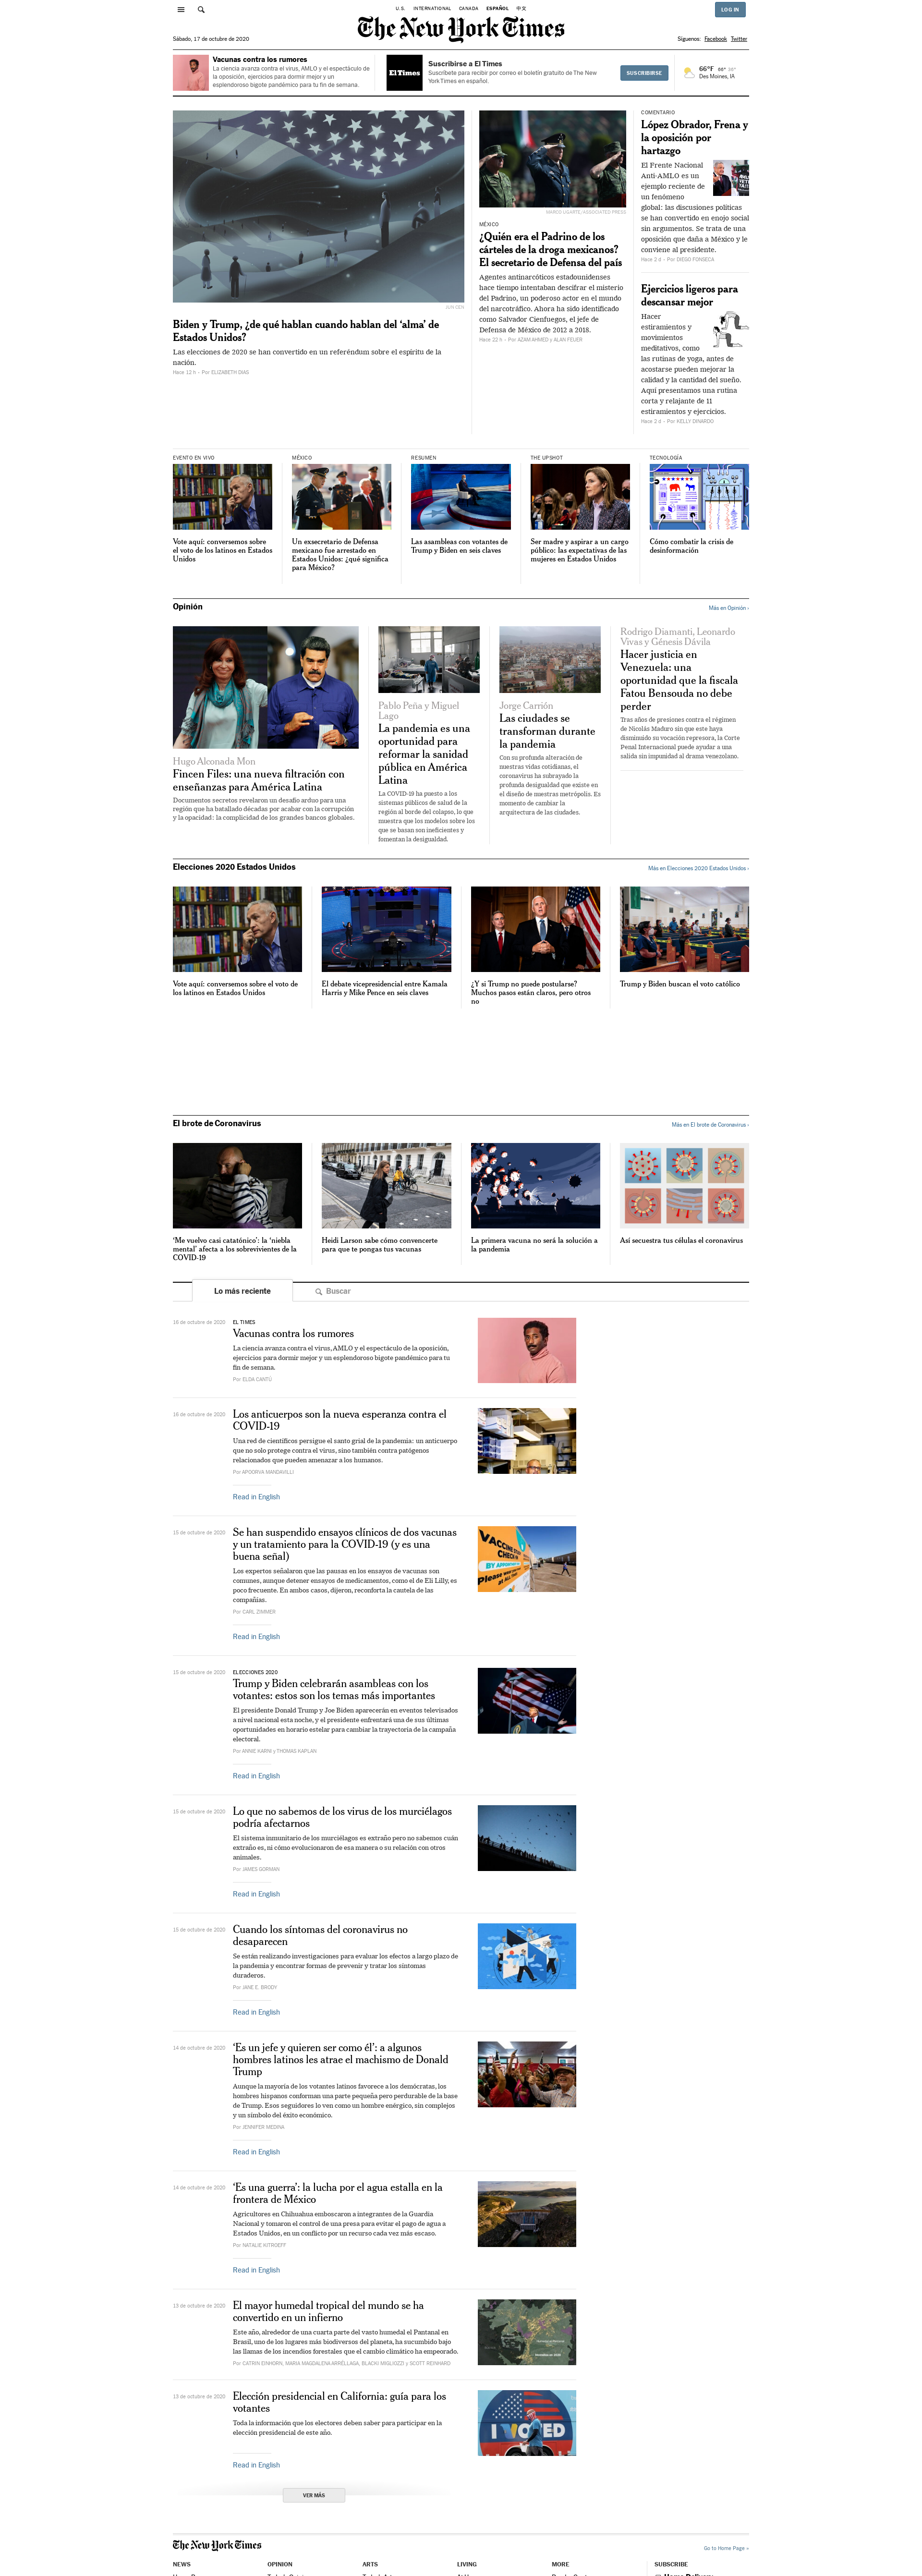 U.S. INTERNATIONAL CANADA ESPAÑOL 中文
LOG IN
The New York Times
Sábado, 17 de octubre de 2020
Síguenos: Facebook Twitter
Vacunas contra los rumores
La ciencia avanza contra el virus, AMLO y el espectáculo de
la oposición, ejercicios para dormir mejor y un
esplendoroso bigote pandémico para tu fin de semana.
El Times
Suscribirse a El Times
Suscríbete para recibir por correo el boletín gratuito de The New
York Times en español.
SUSCRIBIRSE
66°F
Des Moines, IA
Biden y Trump, ¿de qué hablan cuando hablan del ‘alma’ de
Estados Unidos?
Las elecciones de 2020 se han convertido en un referéndum sobre el espíritu de la
nación.
Hace 12 h - Por ELIZABETH DIAS
MARCO UGARTE/ASSOCIATED PRESS
MÉXICO
¿Quién era el Padrino de los
cárteles de la droga mexicanos?
El secretario de Defensa del país
Agentes antinarcóticos estadounidenses
hace tiempo intentaban descifrar el misterio
del Padrino, un poderoso actor en el mundo
del narcotráfico. Ahora ha sido identificado
como Salvador Cienfuegos, el jefe de
Defensa de México de 2012 a 2018.
Hace 22 h - Por AZAM AHMED y ALAN FEUER
COMENTARIO
López Obrador, Frena y
la oposición por
hartazgo
El Frente Nacional
Anti-AMLO es un
ejemplo reciente de
un fenómeno
global: las discusiones políticas
se han convertido en enojo social
sin argumentos. Se trata de una
oposición que daña a México y le
conviene al presidente.
Hace 2 d - Por DIEGO FONSECA
Ejercicios ligeros para
descansar mejor
Hacer
estiramientos y
movimientos
meditativos, como
las rutinas de yoga, antes de
acostarse pueden mejorar la
calidad y la cantidad del sueño.
Aquí presentamos una rutina
corta y relajante de 11
estiramientos y ejercicios.
Hace 2 d - Por KELLY DINARDO
EVENTO EN VIVO
Vote aquí: conversemos sobre
el voto de los latinos en Estados
Unidos
MÉXICO
Un exsecretario de Defensa
mexicano fue arrestado en
Estados Unidos: ¿qué significa
para México?
RESUMEN
Las asambleas con votantes de
Trump y Biden en seis claves
THE UPSHOT
Ser madre y aspirar a un cargo
público: las expectativas de las
mujeres en Estados Unidos
TECNOLOGÍA
Cómo combatir la crisis de
desinformación
Opinión
Más en Opinión ›
Hugo Alconada Mon
Fincen Files: una nueva filtración con
enseñanzas para América Latina
Documentos secretos revelaron un desafío arduo para una
región que ha batallado décadas por acabar con la corrupción
y la opacidad: la complicidad de los grandes bancos globales.
Pablo Peña y Miguel
Lago
La pandemia es una
oportunidad para
reformar la sanidad
pública en América
Latina
La COVID-19 ha puesto a los
sistemas públicos de salud de la
región al borde del colapso, lo que
muestra que los modelos sobre los
que se basan son ineficientes y
fomentan la desigualdad.
Jorge Carrión
Las ciudades se
transforman durante
la pandemia
Con su profunda alteración de
nuestras vidas cotidianas, el
coronavirus ha subrayado la
profunda desigualdad que existe en
el diseño de nuestras metrópolis. Es
momento de cambiar la
arquitectura de las ciudades.
Rodrigo Diamanti, Leonardo
Vivas y Génesis Dávila
Hacer justicia en
Venezuela: una
oportunidad que la fiscala
Fatou Bensouda no debe
perder
Tras años de presiones contra el régimen
de Nicolás Maduro sin que este haya
disminuido su vocación represora, la Corte
Penal Internacional puede ayudar a una
salida sin impunidad al drama venezolano.
Elecciones 2020 Estados Unidos
Más en Elecciones 2020 Estados Unidos ›
Vote aquí: conversemos sobre el voto de
los latinos en Estados Unidos
El debate vicepresidencial entre Kamala
Harris y Mike Pence en seis claves
¿Y si Trump no puede postularse?
Muchos pasos están claros, pero otros
no
Trump y Biden buscan el voto católico
El brote de Coronavirus
Más en El brote de Coronavirus ›
‘Me vuelvo casi catatónico’: la ‘niebla
mental’ afecta a los sobrevivientes de la
COVID-19
Heidi Larson sabe cómo convencerte
para que te pongas tus vacunas
La primera vacuna no será la solución a
la pandemia
Así secuestra tus células el coronavirus
Lo más reciente
Buscar
16 de octubre de 2020
EL TIMES
Vacunas contra los rumores
La ciencia avanza contra el virus, AMLO y el espectáculo de la oposición,
ejercicios para dormir mejor y un esplendoroso bigote pandémico para tu
fin de semana.
Por ELDA CANTÚ
16 de octubre de 2020
Los anticuerpos son la nueva esperanza contra el
COVID-19
Una red de científicos persigue el santo grial de la pandemia: un anticuerpo
que no solo protege contra el virus, sino también contra patógenos
relacionados que pueden amenazar a los humanos.
Por APOORVA MANDAVILLI
Read in English
15 de octubre de 2020
Se han suspendido ensayos clínicos de dos vacunas
y un tratamiento para la COVID-19 (y es una
buena señal)
Los expertos señalaron que las pausas en los ensayos de vacunas son
comunes, aunque detener ensayos de medicamentos, como el de Eli Lilly, es
poco frecuente. En ambos casos, dijeron, reconforta la cautela de las
compañías.
Por CARL ZIMMER
Read in English
15 de octubre de 2020
ELECCIONES 2020
Trump y Biden celebrarán asambleas con los
votantes: estos son los temas más importantes
El presidente Donald Trump y Joe Biden aparecerán en eventos televisados
a nivel nacional esta noche, y el presidente enfrentará una de sus últimas
oportunidades en horario estelar para cambiar la trayectoria de la campaña
electoral.
Por ANNIE KARNI y THOMAS KAPLAN
Read in English
15 de octubre de 2020
Lo que no sabemos de los virus de los murciélagos
podría afectarnos
El sistema inmunitario de los murciélagos es extraño pero no sabemos cuán
extraño es, ni cómo evolucionaron de esa manera o su relación con otros
animales.
Por JAMES GORMAN
Read in English
15 de octubre de 2020
Cuando los síntomas del coronavirus no
desaparecen
Se están realizando investigaciones para evaluar los efectos a largo plazo de
la pandemia y encontrar formas de prevenir y tratar los síntomas
duraderos.
Por JANE E. BRODY
Read in English
14 de octubre de 2020
‘Es un jefe y quieren ser como él’: a algunos
hombres latinos les atrae el machismo de Donald
Trump
Aunque la mayoría de los votantes latinos favorece a los demócratas, los
hombres hispanos conforman una parte pequeña pero perdurable de la base
de Trump. Esos seguidores lo ven como un hombre enérgico, sin complejos
y un símbolo del éxito económico.
Por JENNIFER MEDINA
Read in English
14 de octubre de 2020
‘Es una guerra’: la lucha por el agua estalla en la
frontera de México
Agricultores en Chihuahua emboscaron a integrantes de la Guardia
Nacional y tomaron el control de una presa para evitar el pago de agua a
Estados Unidos, en un conflicto por un recurso cada vez más escaso.
Por NATALIE KITROEFF
Read in English
13 de octubre de 2020
El mayor humedal tropical del mundo se ha
convertido en un infierno
Este año, alrededor de una cuarta parte del vasto humedal el Pantanal en
Brasil, uno de los lugares más biodiversos del planeta, ha sucumbido bajo
las llamas de los incendios forestales que el cambio climático ha empeorado.
Por CATRIN EINHORN, MARIA MAGDALENA ARRÉLLAGA, BLACKI MIGLIOZZI y SCOTT REINHARD
13 de octubre de 2020
Elección presidencial en California: guía para los
votantes
Toda la información que los electores deben saber para participar en la
elección presidencial de este año.
Read in English
I VOTED
VER MÁS
The New York Times
Go to Home Page »
NEWS OPINION ARTS LIVING MORE SUBSCRIBE